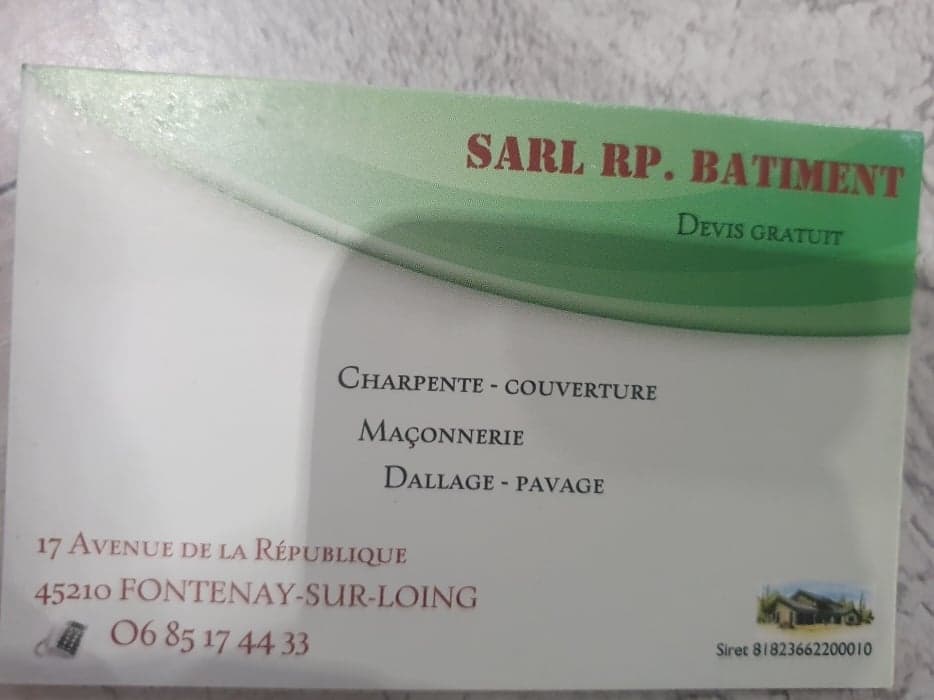 SARL RP. BATIMENT
DEVIS GRATUIT
CHARPENTE - COUVERTURE
MAÇONNERIE
DALLAGE - PAVAGE
17 AVENUE DE LA RÉPUBLIQUE
45210 FONTENAY-SUR-LOING
06 85 17 44 33
Siret 81823662200010